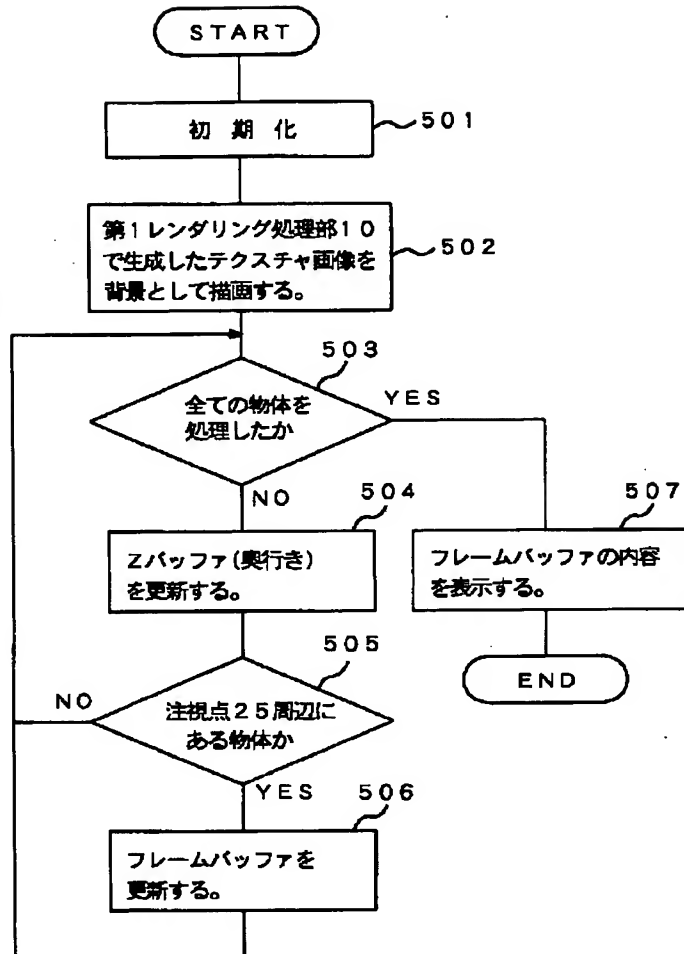 START
初期化
501
第1レンダリング処理部10
で生成したテクスチャ画像を
背景として描画する。
502
503
全ての物体を
処理したか
YES
NO
504
Zバッファ(奥行き)
を更新する。
507
フレームバッファの内容
を表示する。
505
注視点25周辺に
ある物体か
NO
END
YES
506
フレームバッファを
更新する。